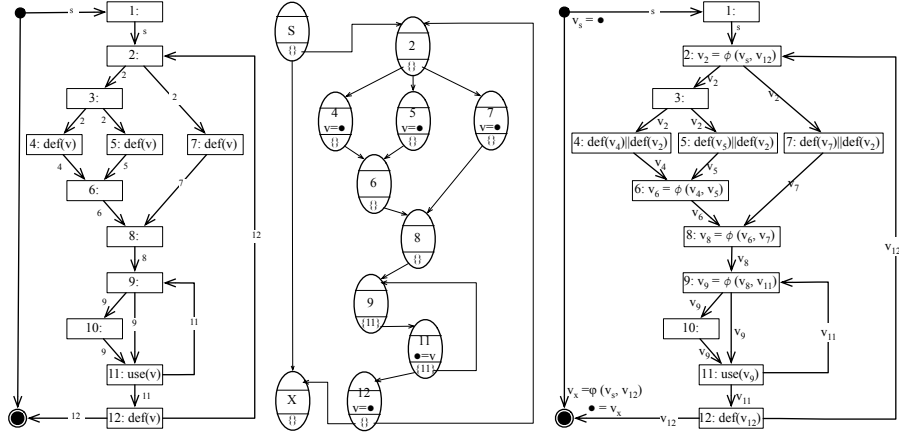 s
1:
s
2:
2
2
3:
2
2
4: def(v)
5: def(v)
7: def(v)
4
5
6:
7
6
8:
12
8
9:
9
9
11
10:
9
11: use(v)
11
12
12: def(v)
S
{}
2
{}
4
v=●
{}
5
v=●
{}
7
v=●
{}
6
{}
8
{}
9
{11}
11
●=v
{11}
X
{}
12
v=●
{}
v_s = ●
s
1:
s
2: v_2 = ϕ (v_s, v_12)
v_2
v_2
3:
v_2
v_2
4: def(v_4)||def(v_2)
5: def(v_5)||def(v_2)
7: def(v_7)||def(v_2)
v_4
v_5
6: v_6 = ϕ (v_4, v_5)
v_7
v_6
8: v_8 = ϕ (v_6, v_7)
v_12
v_8
9: v_9 = ϕ (v_8, v_11)
v_9
v_9
v_11
10:
v_9
11: use(v_9)
v_x =φ (v_s, v_12)
v_11
● = v_x
v_12
12: def(v_12)